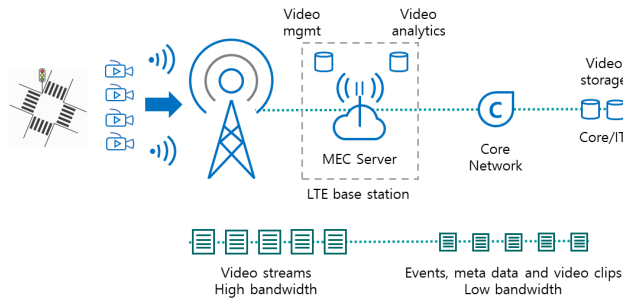 Video
mgmt
Video
analytics
Video
storage
MEC Server
C
Core
Network
Core/IT
LTE base station
Video streams
High bandwidth
Events, meta data and video clips
Low bandwidth